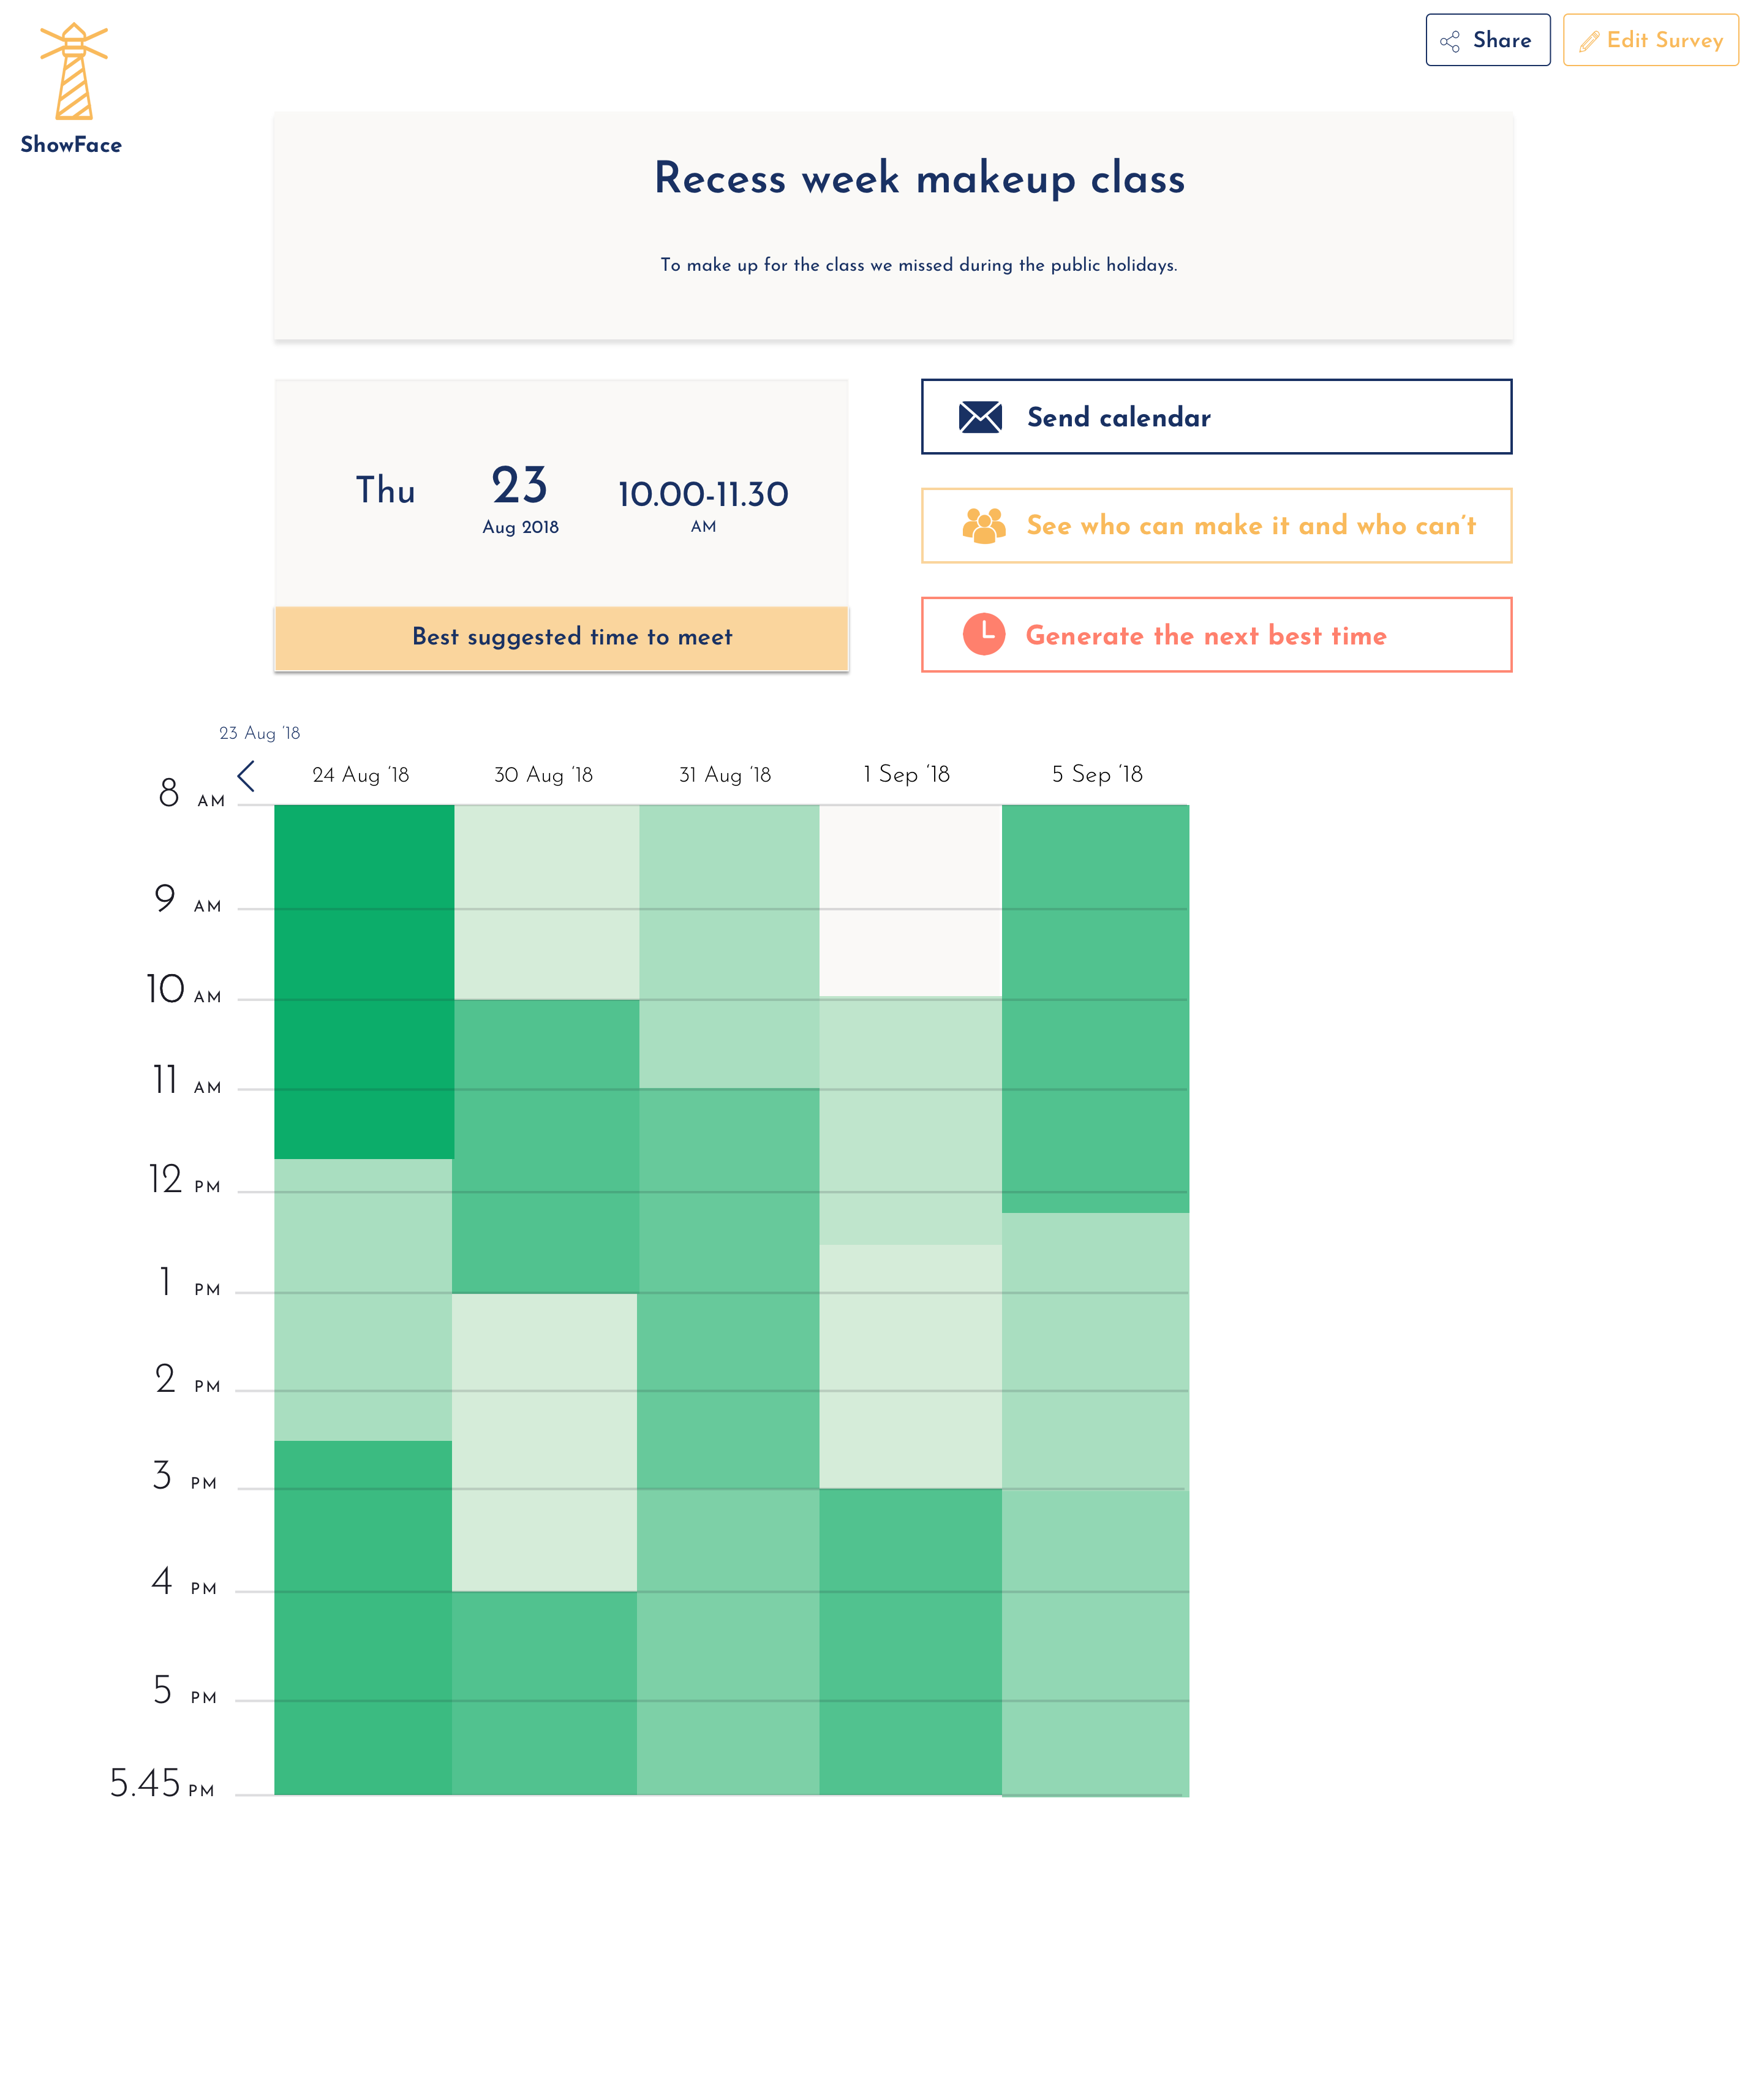 Share
Edit Survey
ShowFace
Recess week makeup class
To make up for the class we missed during the public holidays.
Thu
23
Aug 2018
10.00-11.30
AM
Best suggested time to meet
Send calendar
See who can make it and who can’t
Generate the next best time
23 Aug ‘18
24 Aug ‘18
30 Aug ‘18
31 Aug ‘18
1 Sep ‘18
5 Sep ‘18
8 AM
9 AM
10 AM
11 AM
12 PM
1 PM
2 PM
3 PM
4 PM
5 PM
5.45 PM